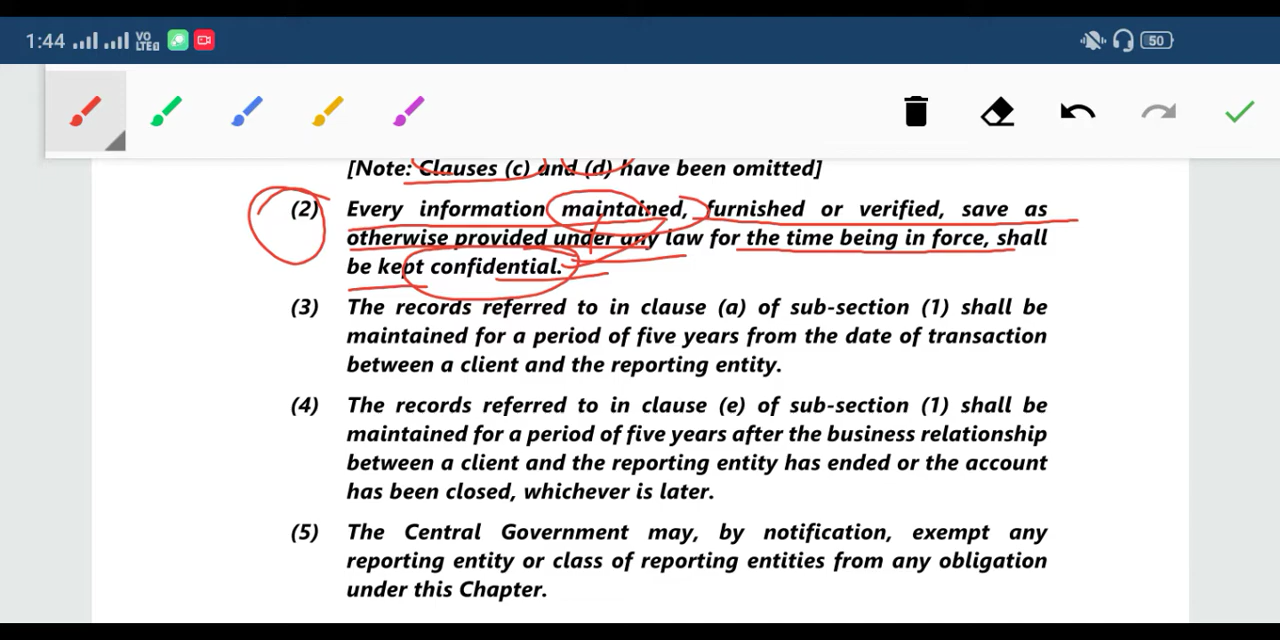 1:44 VO LTE 50
[Note: Clauses (c) and (d) have been omitted]
(2) Every information maintained, furnished or verified, save as
otherwise provided under any law for the time being in force, shall
be kept confidential.
(3) The records referred to in clause (a) of sub-section (1) shall be
maintained for a period of five years from the date of transaction
between a client and the reporting entity.
(4) The records referred to in clause (e) of sub-section (1) shall be
maintained for a period of five years after the business relationship
between a client and the reporting entity has ended or the account
has been closed, whichever is later.
(5) The Central Government may, by notification, exempt any
reporting entity or class of reporting entities from any obligation
under this Chapter.